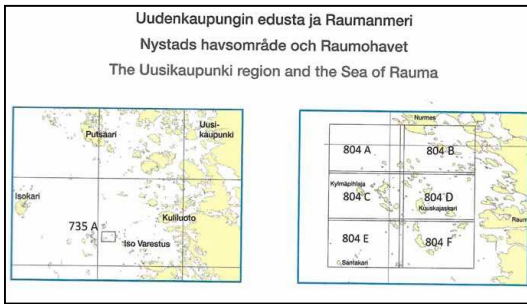 Uudenkaupungin edusta ja Raumanmeri
Nystads havsområde och Raumohavet
The Uusikaupunki region and the Sea of Rauma
Putsaari
Uusi-
kaupunki
Isokari
Kuliluoto
735 A
Iso Varestus
Nurmes
804 A
804 B
Kylmäpihlaja
804 C
804 D
Kuuskajaskari
Raum
804 E
804 F
Santakari